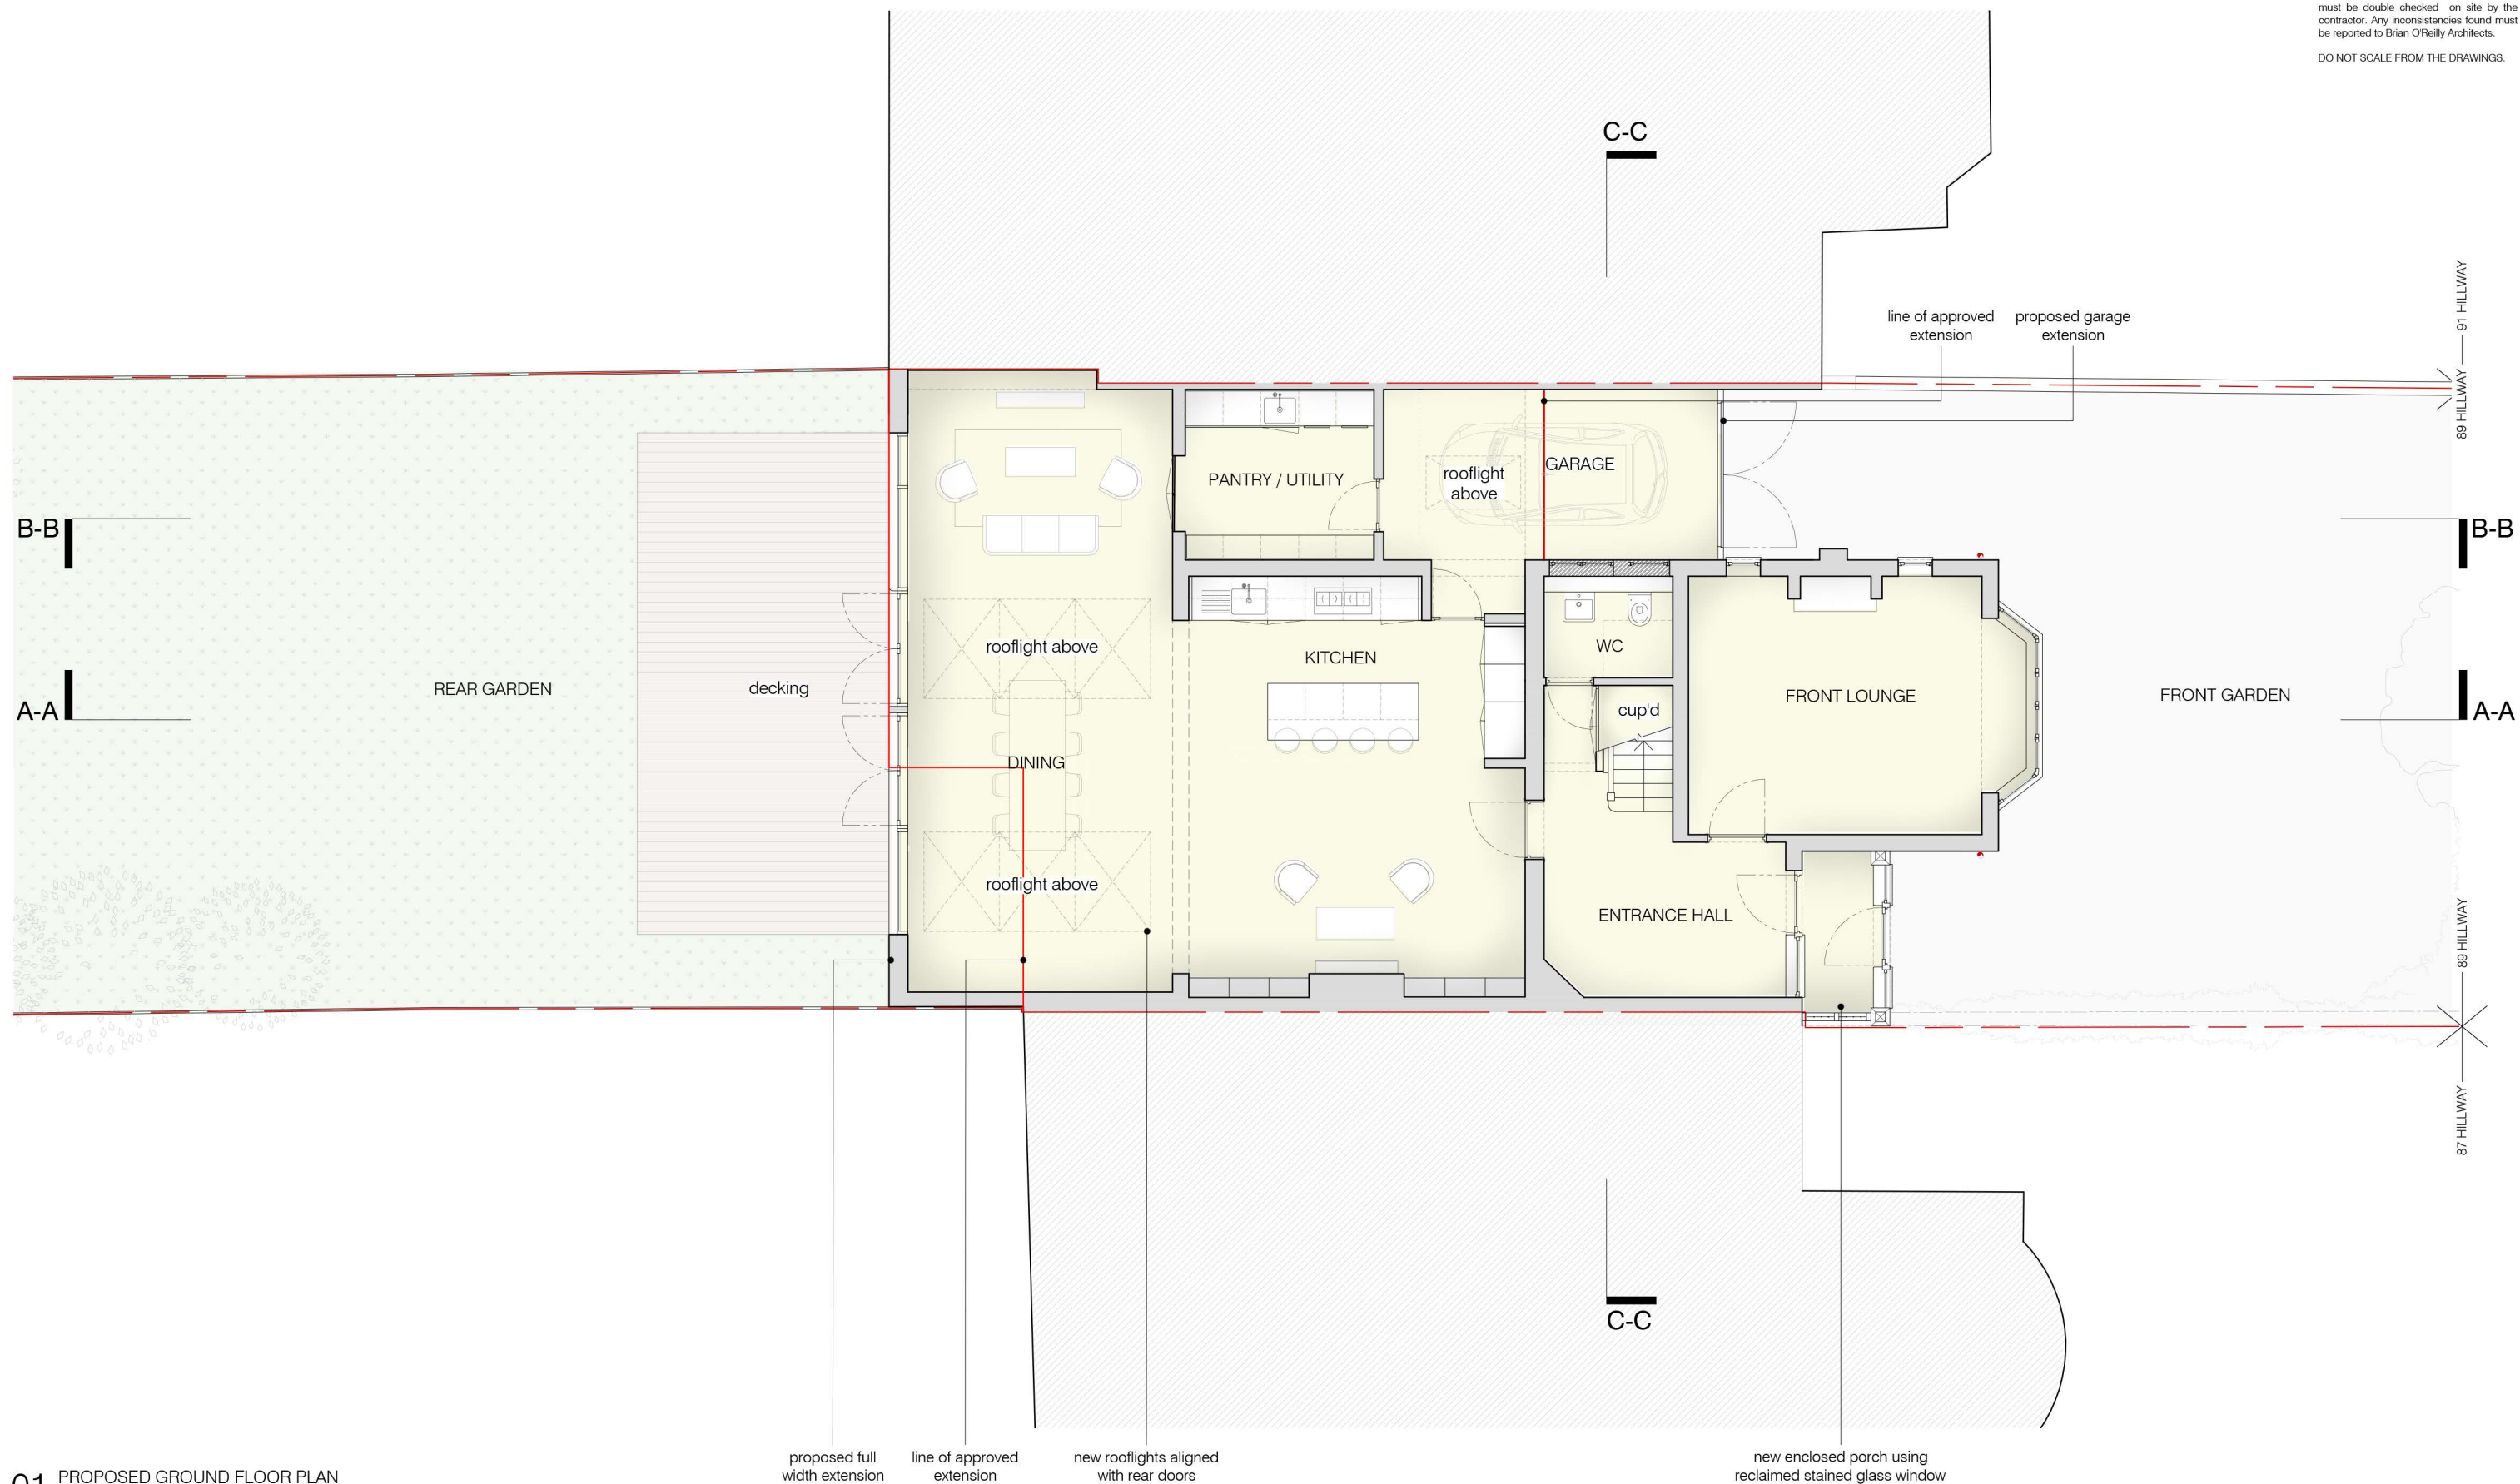 must be double checked on site by the
contractor. Any inconsistencies found must
be reported to Brian O'Reilly Architects.
DO NOT SCALE FROM THE DRAWINGS.
C-C
line of approved
extension
proposed garage
extension
91 HILLWAY
89 HILLWAY
PANTRY / UTILITY
rooflight
above
GARAGE
B-B
B-B
rooflight above
KITCHEN
WC
REAR GARDEN
decking
FRONT LOUNGE
FRONT GARDEN
cup'd
A-A
A-A
DINING
rooflight above
ENTRANCE HALL
89 HILLWAY
87 HILLWAY
C-C
proposed full
width extension
line of approved
extension
new rooflights aligned
with rear doors
new enclosed porch using
reclaimed stained glass window
01 PROPOSED GROUND FLOOR PLAN